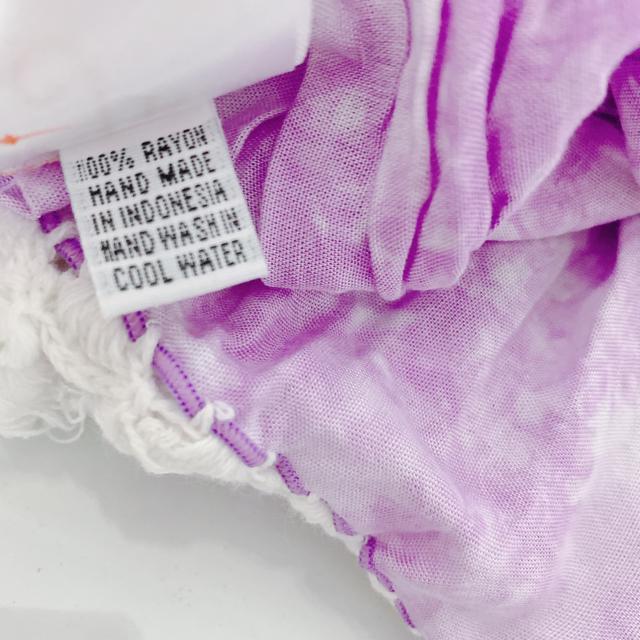 100% RAYON
HAND MADE
IN INDONESIA
HAND WASH IN
COOL WATER